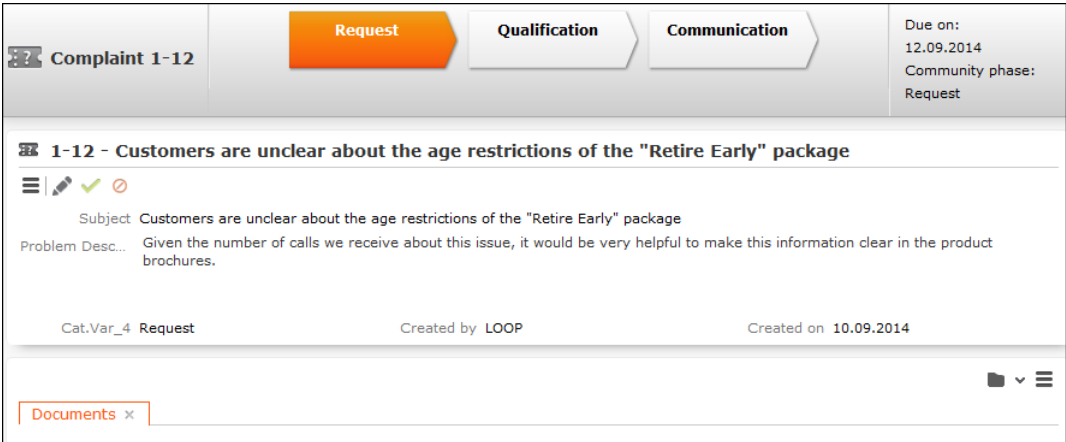 Complaint 1-12
Request
Qualification
Communication
Due on:
12.09.2014
Community phase:
Request
1-12 - Customers are unclear about the age restrictions of the "Retire Early" package
Subject Customers are unclear about the age restrictions of the "Retire Early" package
Problem Desc... Given the number of calls we receive about this issue, it would be very helpful to make this information clear in the product
brochures.
Cat.Var_4 Request Created by LOOP Created on 10.09.2014
Documents ×